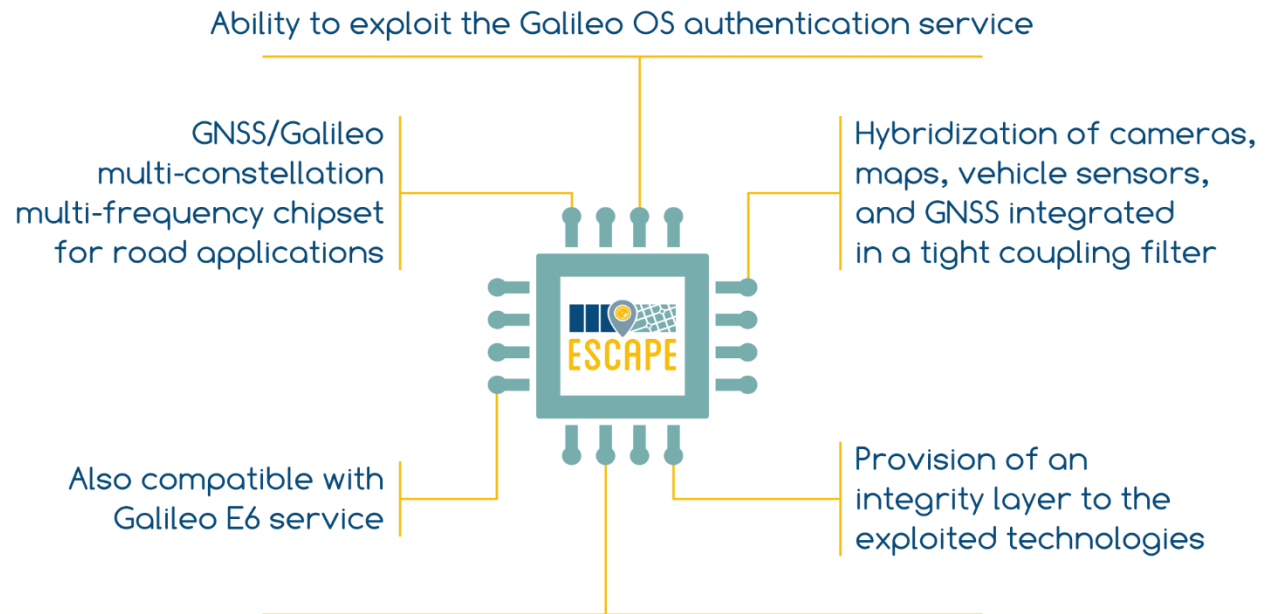 Ability to exploit the Galileo OS authentication service
GNSS/Galileo
multi-constellation
multi-frequency chipset
for road applications
Hybridization of cameras,
maps, vehicle sensors,
and GNSS integrated
in a tight coupling filter
ESCAPE
Also compatible with
Galileo E6 service
Provision of an
integrity layer to the
exploited technologies